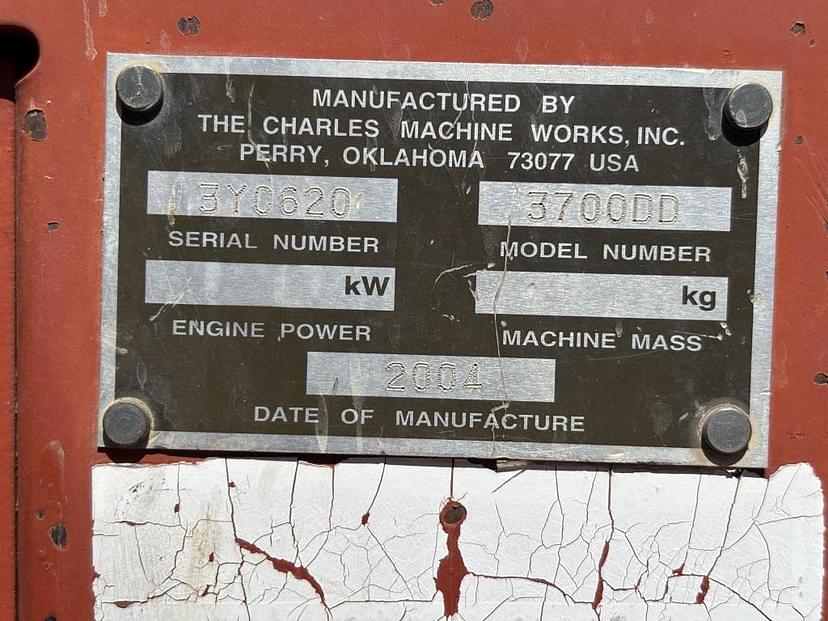 MANUFACTURED BY
THE CHARLES MACHINE WORKS, INC.
PERRY, OKLAHOMA 73077 USA
3Y0620 3700DD
SERIAL NUMBER MODEL NUMBER
kW kg
ENGINE POWER MACHINE MASS
2004
DATE OF MANUFACTURE